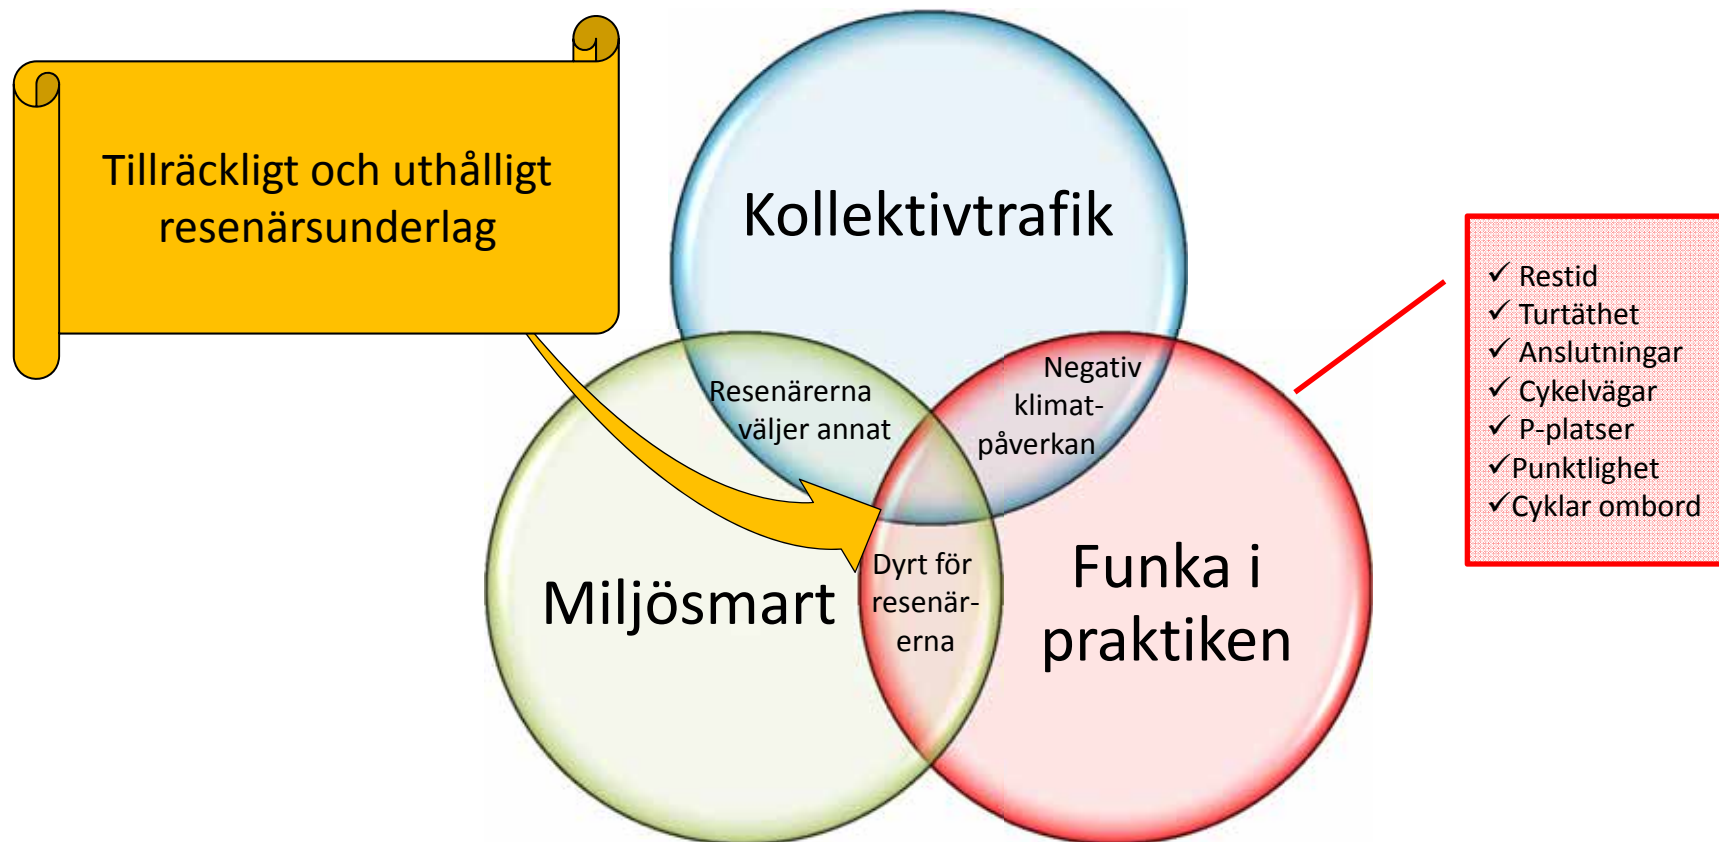 Tillräckligt och uthålligt
resenärsunderlag
Kollektivtrafik
Resenärerna
väljer annat
Negativ
klimat-
påverkan
Miljösmart
Dyrt för
resenär-
erna
Funka i
praktiken
✓ Restid
✓ Turtäthet
✓ Anslutningar
✓ Cykelvägar
✓ P-platser
✓Punktlighet
✓Cyklar ombord